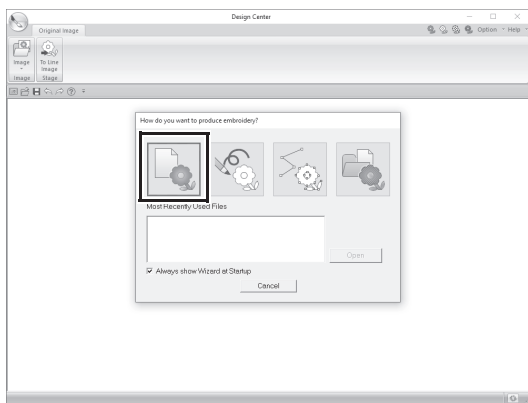 Design Center
Original Image
Option
Help
Image
To Line
Image
Image
Stage
How do you want to produce embroidery?
Most Recently Used Files
Open
Always show Wizard at Startup
Cancel